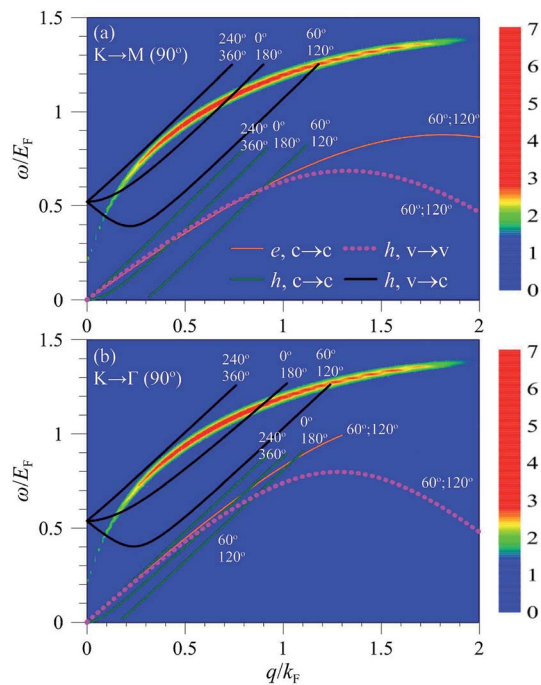 (a)
K→M (90°)
240° 0° 60°
360° 180° 120°
240° 0° 60°
360° 180° 120°
60°;120°
60°;120°
e, c→c
h, v→v
h, c→c
h, v→c
ω/E_F
1.5
1
0.5
0
0 0.5 1 1.5 2
7
6
5
4
3
2
1
0
(b)
K→Γ (90°)
240° 0° 60°
360° 180° 120°
240° 0°
360° 180°
60°;120°
60°;120°
60°
120°
ω/E_F
1.5
1
0.5
0
0 0.5 1 1.5 2
q/k_F
7
6
5
4
3
2
1
0